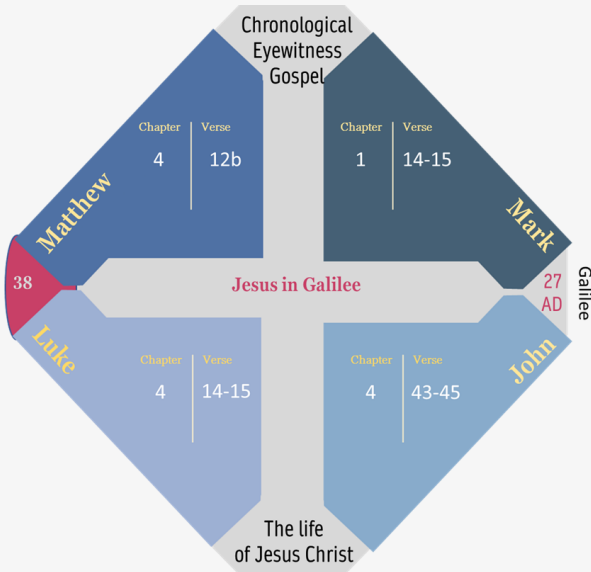 Chronological
Eyewitness
Gospel
Chapter Verse
4 12b
Matthew
Chapter Verse
1 14-15
Mark
38
Jesus in Galilee
27
AD
Galilee
Luke
Chapter Verse
4 14-15
John
Chapter Verse
4 43-45
The life
of Jesus Christ